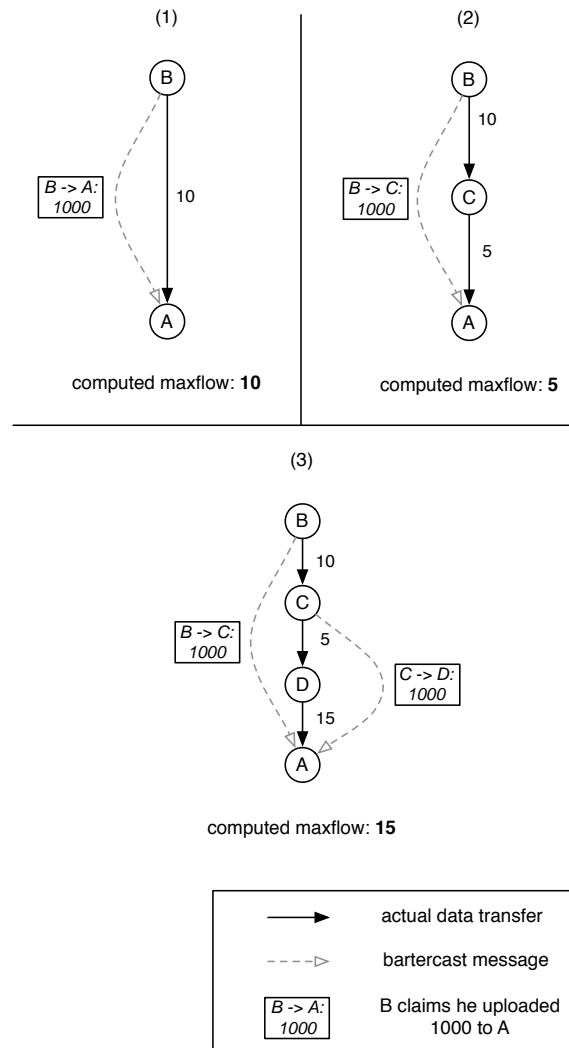 (1)
B
B -> A:
1000
10
A
computed maxflow: 10
(2)
B
10
B -> C:
1000
C
5
A
computed maxflow: 5
(3)
B
10
C
B -> C:
1000
5
C -> D:
1000
D
15
A
computed maxflow: 15
actual data transfer
bartercast message
B -> A:
1000
B claims he uploaded
1000 to A